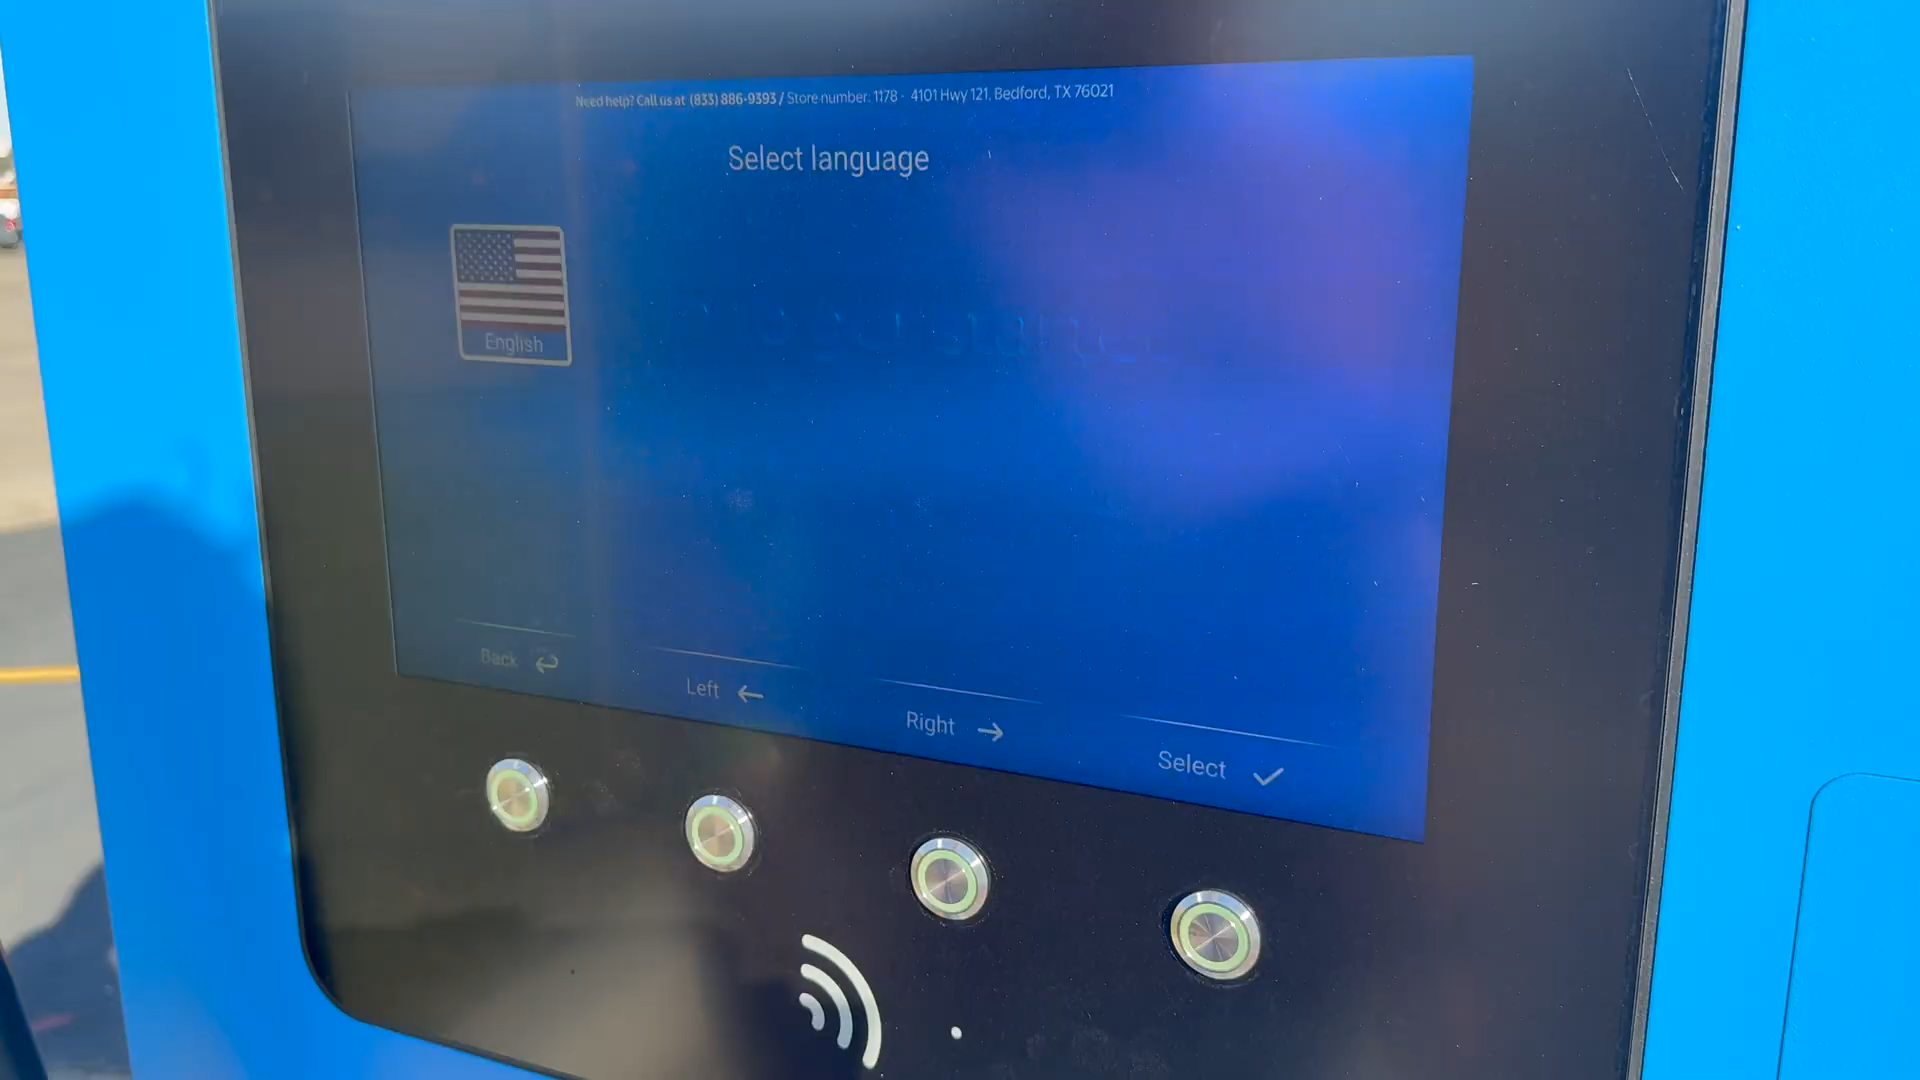 Need help? Call us at (833) 886-9393 / Store number: 1178 - 4101 Hwy 121, Bedford, TX 76021
Select language
English
Back
Left
Right
Select